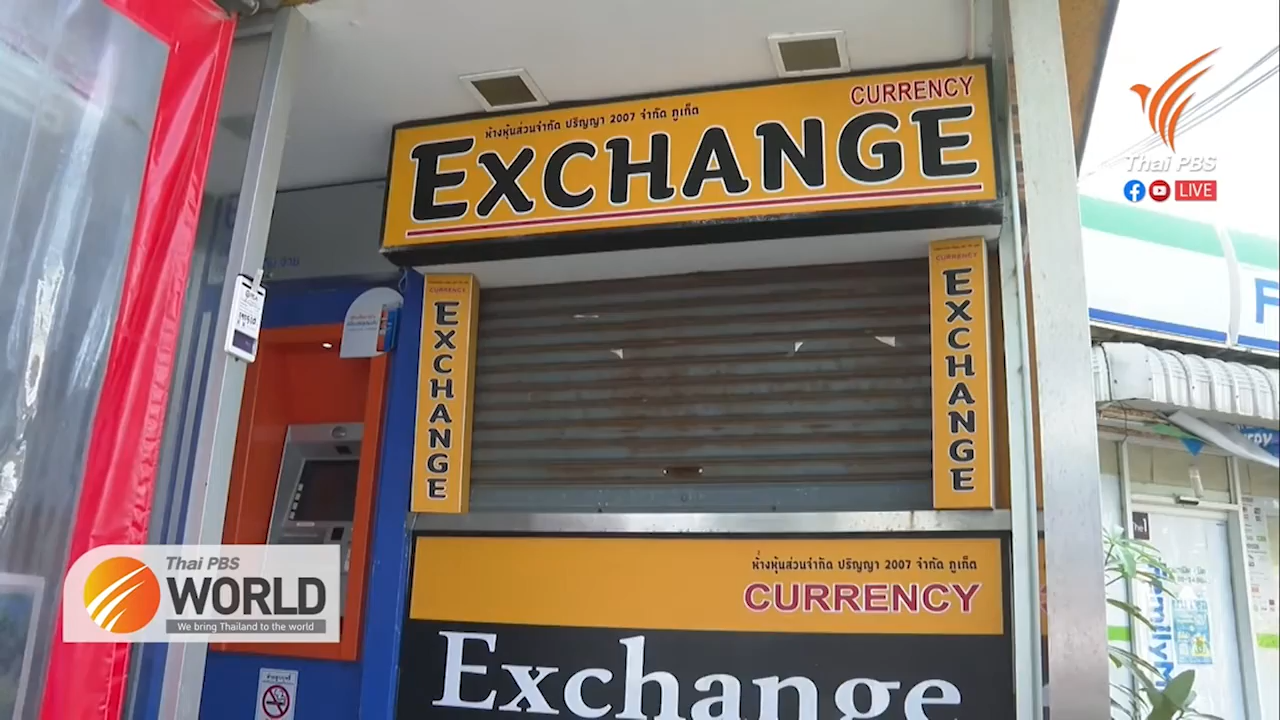 CURRENCY
ห้างหุ้นส่วนจำกัด ปริญญา 2007 จำกัด ภูเก็ต
EXCHANGE
Thai PBS
LIVE
CURRENCY
EXCHANGE
CURRENCY
EXCHANGE
F
ห้างหุ้นส่วนจำกัด ปริญญา 2007 จำกัด ภูเก็ต
CURRENCY
Exchange
The 1
FamilyM
Thai PBS
WORLD
We bring Thailand to the world